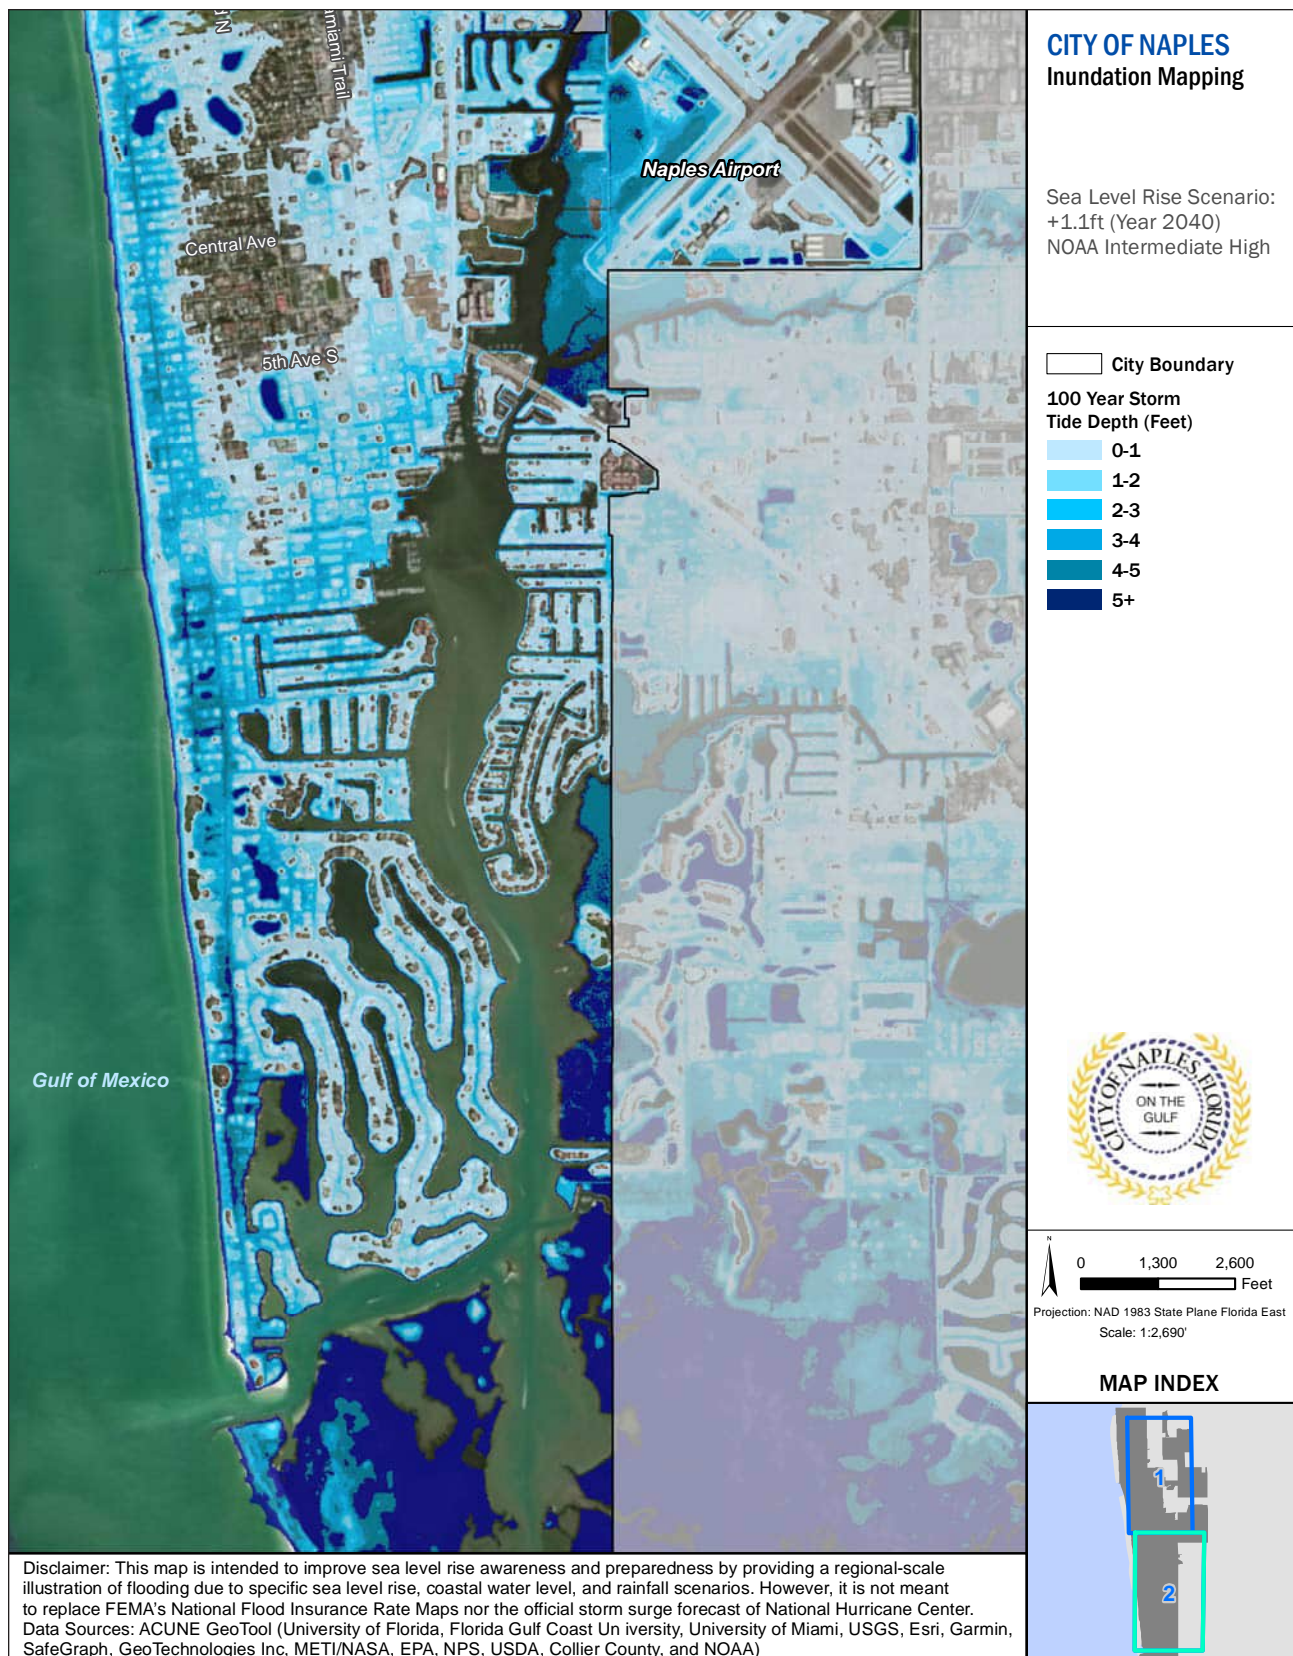 d N
amiami Trail
Naples Airport
Central Ave
5th Ave S
Gulf of Mexico
CITY OF NAPLES
Inundation Mapping
Sea Level Rise Scenario:
+1.1ft (Year 2040)
NOAA Intermediate High
City Boundary
100 Year Storm
Tide Depth (Feet)
0-1
1-2
2-3
3-4
4-5
5+
CITY OF NAPLES FLORIDA
ON THE
GULF
N
0 1,300 2,600
Feet
Projection: NAD 1983 State Plane Florida East
Scale: 1:2,690'
MAP INDEX
1
2
Disclaimer: This map is intended to improve sea level rise awareness and preparedness by providing a regional-scale
illustration of flooding due to specific sea level rise, coastal water level, and rainfall scenarios. However, it is not meant
to replace FEMA's National Flood Insurance Rate Maps nor the official storm surge forecast of National Hurricane Center.
Data Sources: ACUNE GeoTool (University of Florida, Florida Gulf Coast Un iversity, University of Miami, USGS, Esri, Garmin,
SafeGraph, GeoTechnologies Inc, METI/NASA, EPA, NPS, USDA, Collier County, and NOAA)